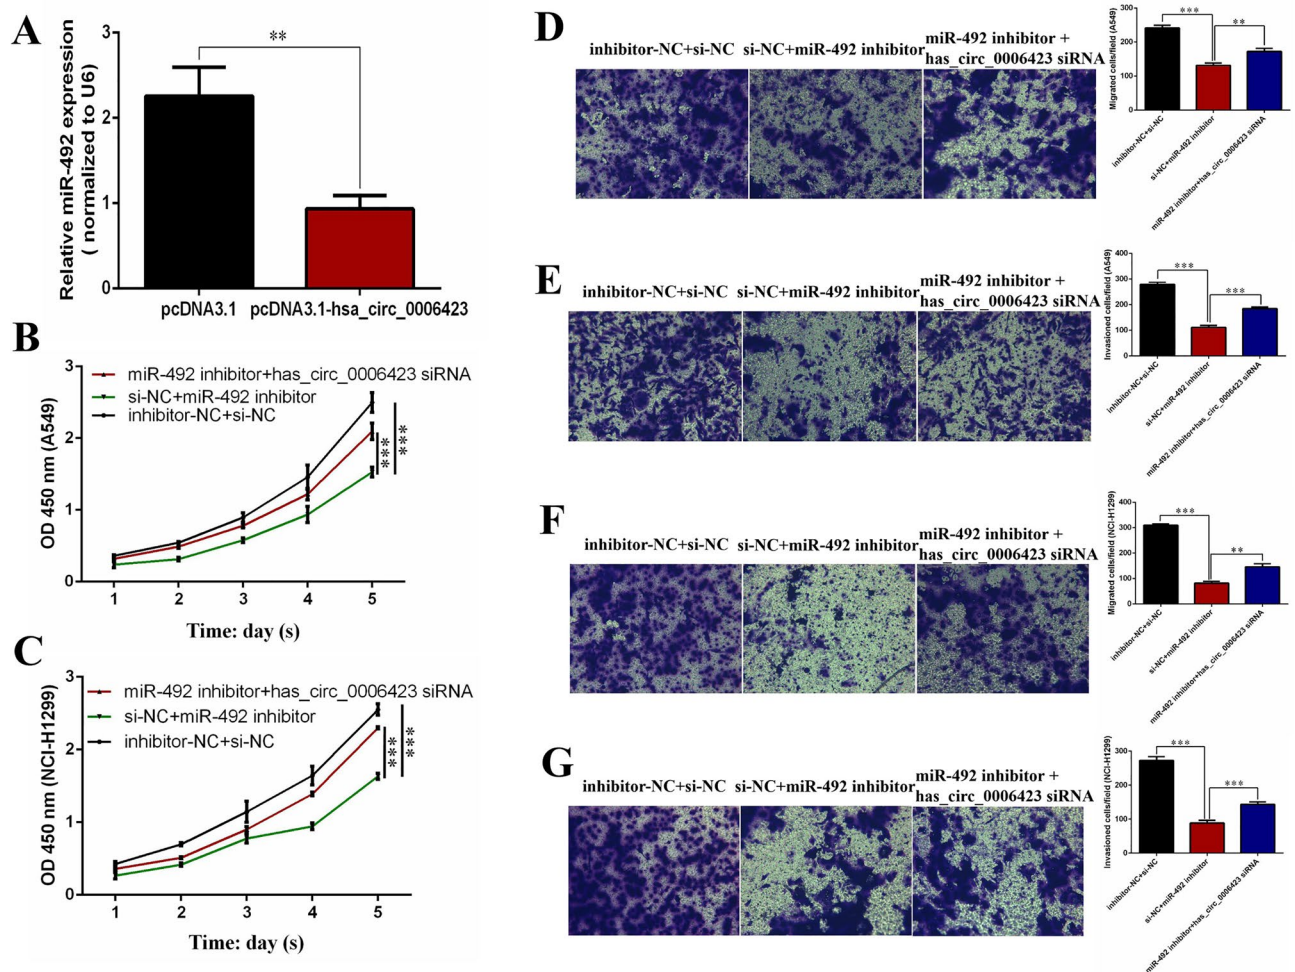 A
Relative miR-492 expression
( normalized to U6)
3
2
1
0
**
pcDNA3.1
pcDNA3.1-hsa_circ_0006423
B
OD 450 nm (A549)
3
2
1
0
miR-492 inhibitor+has_circ_0006423 siRNA
si-NC+miR-492 inhibitor
inhibitor-NC+si-NC
***
***
1 2 3 4 5
Time: day (s)
C
OD 450 nm (NCI-H1299)
3
2
1
0
miR-492 inhibitor+has_circ_0006423 siRNA
si-NC+miR-492 inhibitor
inhibitor-NC+si-NC
***
***
1 2 3 4 5
Time: day (s)
D
inhibitor-NC+si-NC
si-NC+miR-492 inhibitor
miR-492 inhibitor +
has_circ_0006423 siRNA
Migrated cells/field (A549)
300
200
100
0
***
**
inhibitor-NC+si-NC
si-NC+miR-492 inhibitor
miR-492 inhibitor+has_circ_0006423 siRNA
E
inhibitor-NC+si-NC
si-NC+miR-492 inhibitor
miR-492 inhibitor +
has_circ_0006423 siRNA
Invasioned cells/field (A549)
400
300
200
100
0
***
***
inhibitor-NC+si-NC
si-NC+miR-492 inhibitor
miR-492 inhibitor+has_circ_0006423 siRNA
F
inhibitor-NC+si-NC
si-NC+miR-492 inhibitor
miR-492 inhibitor +
has_circ_0006423 siRNA
Migrated cells/field (NCI-H1299)
400
300
200
100
0
***
**
inhibitor-NC+si-NC
si-NC+miR-492 inhibitor
miR-492 inhibitor+has_circ_0006423 siRNA
G
inhibitor-NC+si-NC
si-NC+miR-492 inhibitor
miR-492 inhibitor +
has_circ_0006423 siRNA
Invasioned cells/field (NCI-H1299)
300
200
100
0
***
***
inhibitor-NC+si-NC
si-NC+miR-492 inhibitor
miR-492 inhibitor+has_circ_0006423 siRNA